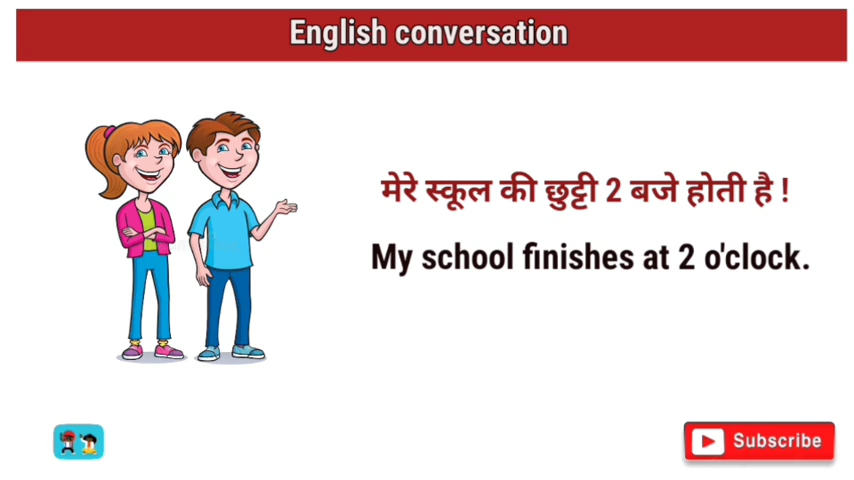 English conversation
मेरे स्कूल की छुट्टी 2 बजे होती है !
My school finishes at 2 o'clock.
Subscribe